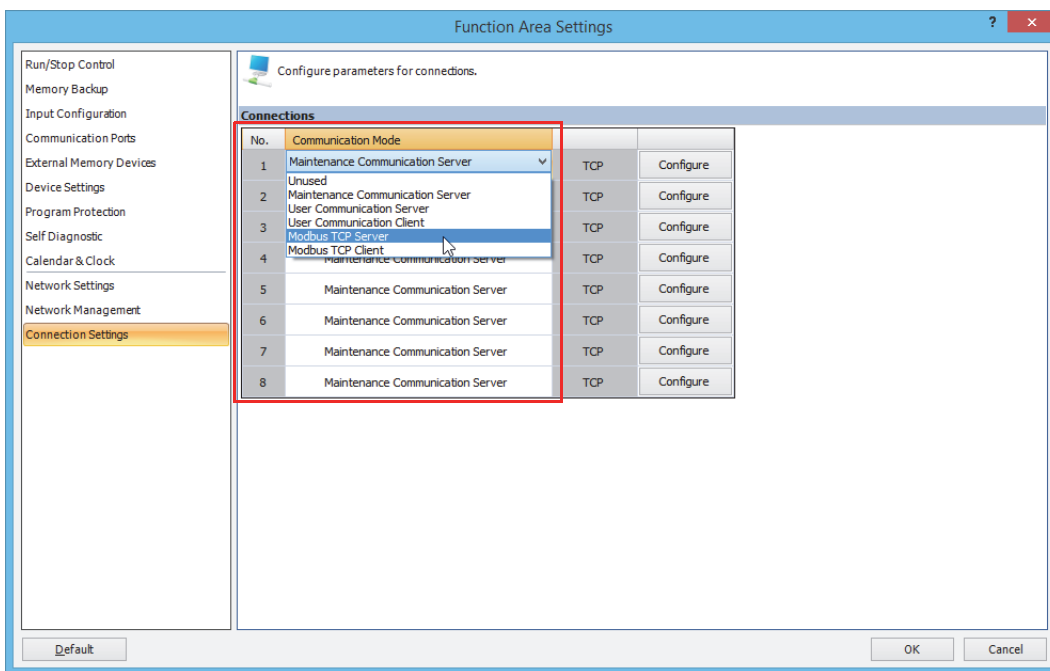 Function Area Settings
?
Run/Stop Control
Memory Backup
Input Configuration
Communication Ports
External Memory Devices
Device Settings
Program Protection
Self Diagnostic
Calendar & Clock
Network Settings
Network Management
Connection Settings
Configure parameters for connections.
Connections
No. Communication Mode
1 Maintenance Communication Server TCP Configure
Unused
Maintenance Communication Server
User Communication Server
User Communication Client
Modbus TCP Server
Modbus TCP Client
2 TCP Configure
3 TCP Configure
4 Maintenance Communication Server TCP Configure
5 Maintenance Communication Server TCP Configure
6 Maintenance Communication Server TCP Configure
7 Maintenance Communication Server TCP Configure
8 Maintenance Communication Server TCP Configure
Default OK Cancel